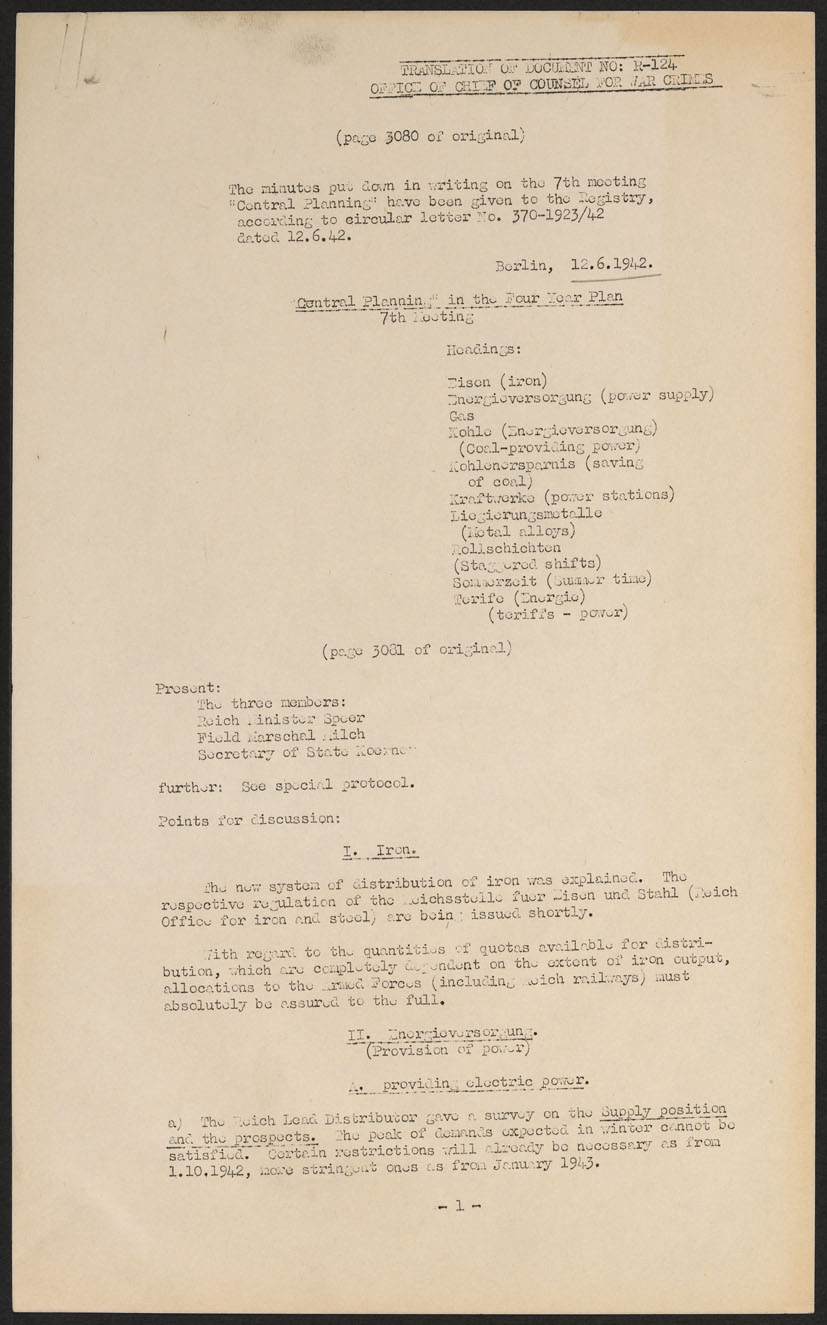 TRANSLATION OF DOCUMENT NO: R-124
OFFICE OF CHIEF OF COUNSEL FOR WAR CRIMES
(page 3080 of original)
The minutes put down in writing on the 7th meeting
"Central Planning" have been given to the Registry,
according to circular letter No. 370-1923/42
dated 12.6.42.
Berlin, 12.6.1942.
"Central Planning" in the Four Year Plan
7th Meeting
Headings:
Eisen (iron)
Energieversorgung (power supply)
Gas
Kohle (Energieversorgung)
(Coal-providing power)
Kohlenersparnis (saving
of coal)
Kraftwerke (power stations)
Liegierungsmetalle
(Metal alloys)
Rollschichten
(Staggered shifts)
Sommerzeit (Summer time)
Terife (Energie)
(teriffs - power)
(page 3081 of original)
Present:
The three members:
Reich Minister Speer
Field Marschal Milch
Secretary of State Koerner
further: See special protocol.
Points for discussion:
I. Iron.
The new system of distribution of iron was explained. The
respective regulation of the Reichsstelle fuer Eisen und Stahl (Reich
Office for iron and steel) are being issued shortly.
With regard to the quantities of quotas available for distri-
bution, which are completely dependent on the extent of iron output,
allocations to the Armed Forces (including Reich railways) must
absolutely be assured to the full.
II. Energieversorgung.
(Provision of power)
A. providing electric power.
a) The Reich Lead Distributor gave a survey on the Supply position
and the prospects. The peak of demands expected in winter cannot be
satisfied. Certain restrictions will already be necessary as from
1.10.1942, more stringent ones as from January 1943.
- 1 -